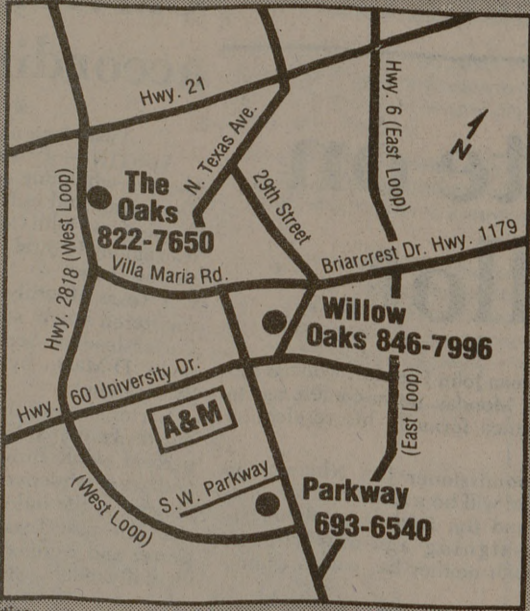 Hwy. 21
Hwy. 6 (East Loop)
N
N. Texas Ave.
The
Oaks
822-7650
29th Street
Hwy. 2818 (West Loop)
Villa Maria Rd.
Briarcrest Dr. Hwy. 1179
Willow
Oaks 846-7996
Hwy. 60 University Dr.
A&M
(East Loop)
S.W. Parkway
(West Loop)
Parkway
693-6540